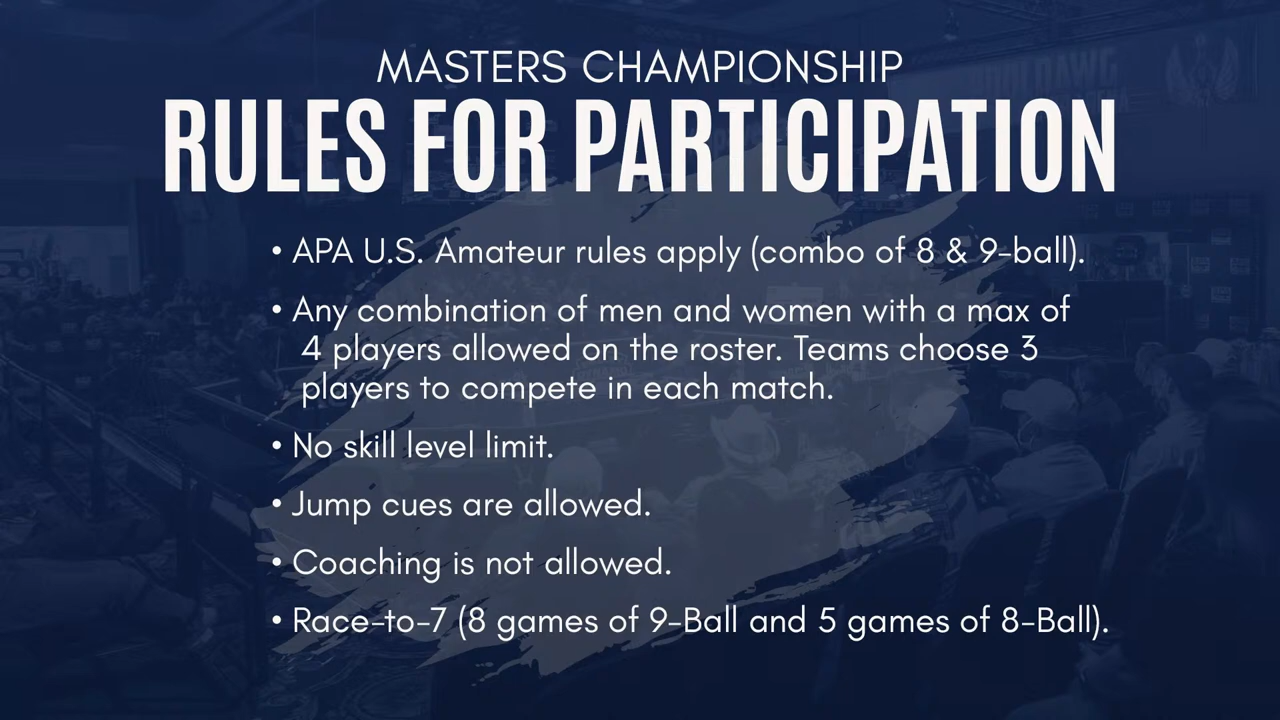 MASTERS CHAMPIONSHIP
RULES FOR PARTICIPATION
• APA U.S. Amateur rules apply (combo of 8 & 9-ball).
• Any combination of men and women with a max of
4 players allowed on the roster. Teams choose 3
players to compete in each match.
• No skill level limit.
• Jump cues are allowed.
• Coaching is not allowed.
• Race-to-7 (8 games of 9-Ball and 5 games of 8-Ball).